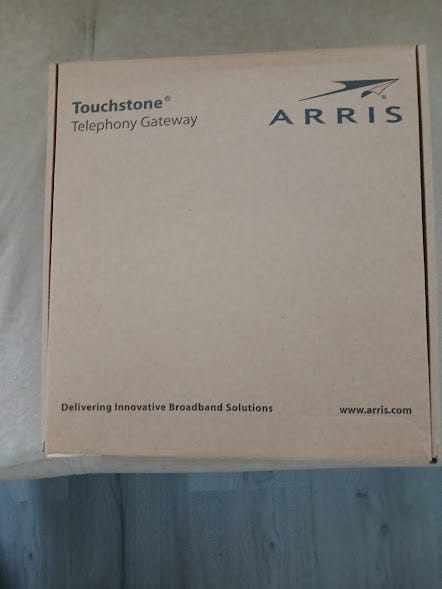 Touchstone®
Telephony Gateway
ARRIS®
Delivering Innovative Broadband Solutions
www.arris.com